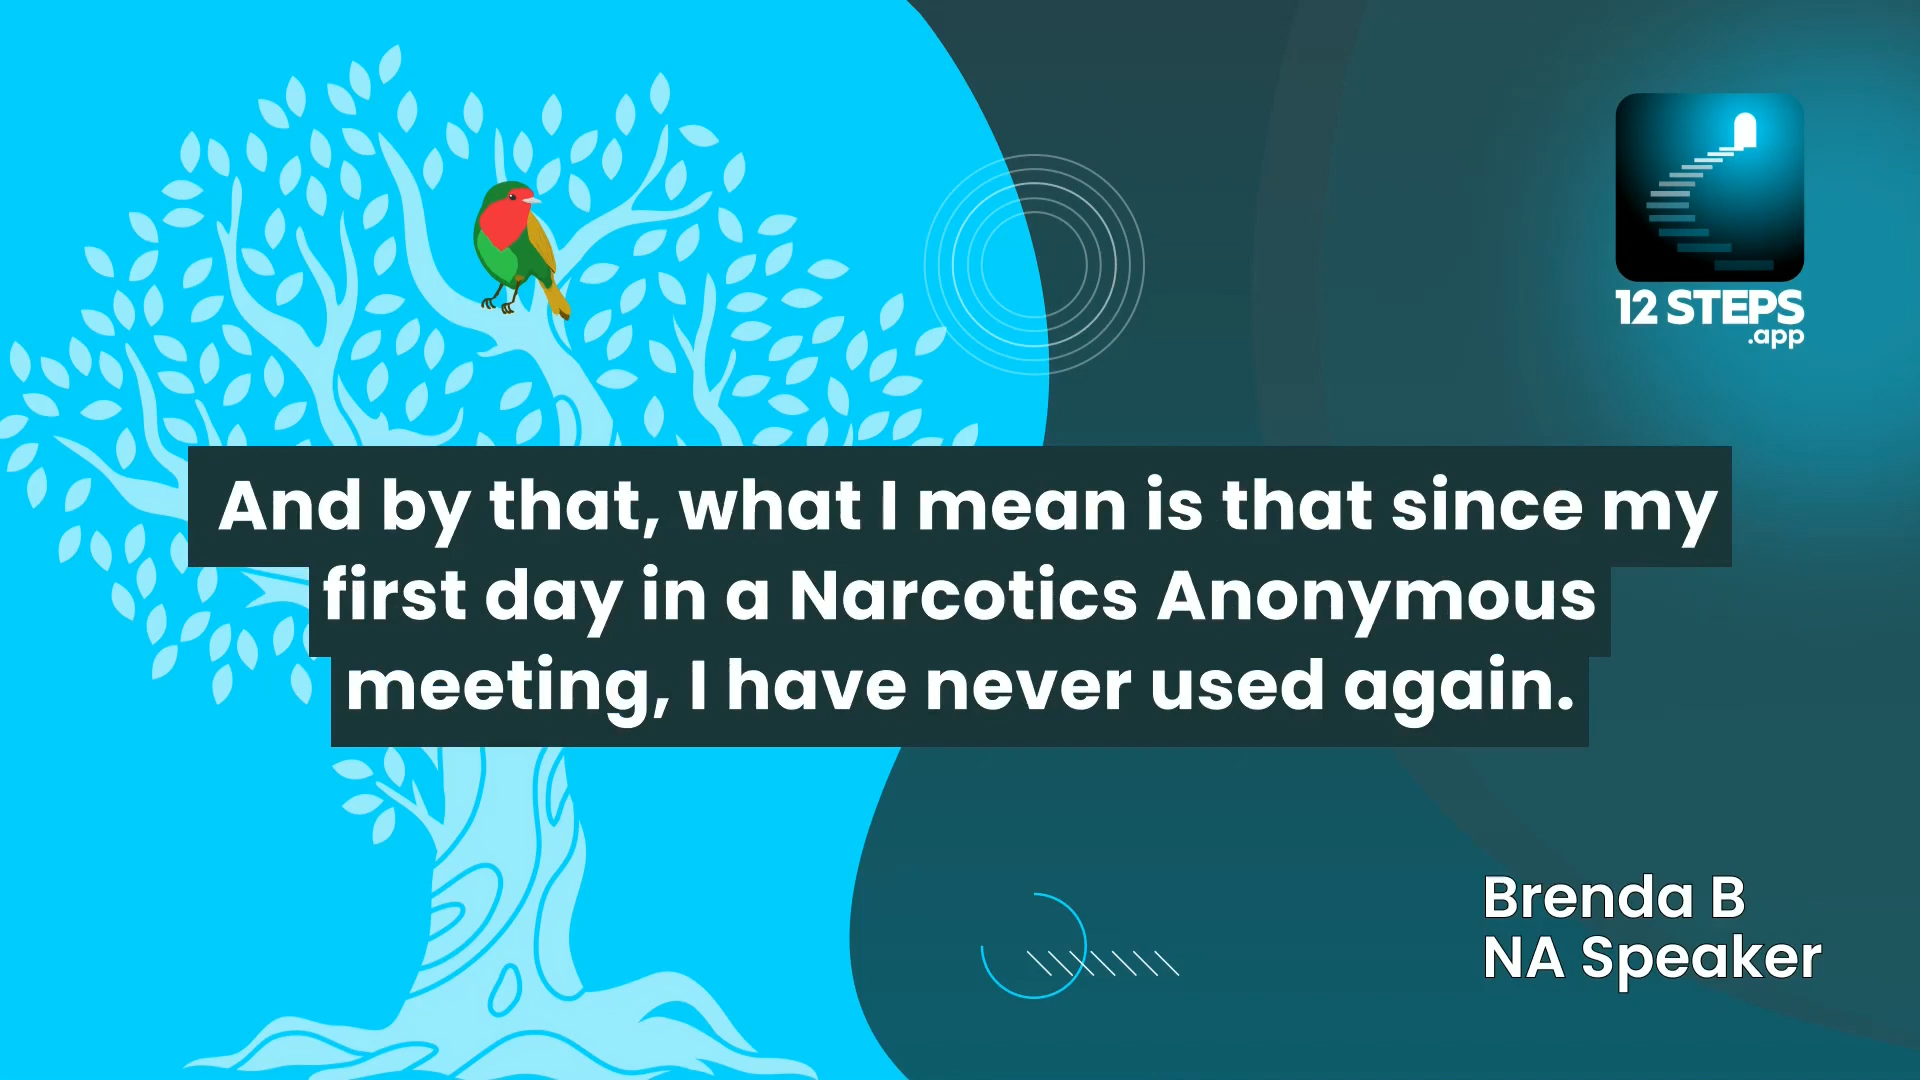 12 STEPS
.app
And by that, what I mean is that since my
first day in a Narcotics Anonymous
meeting, I have never used again.
Brenda B
NA Speaker